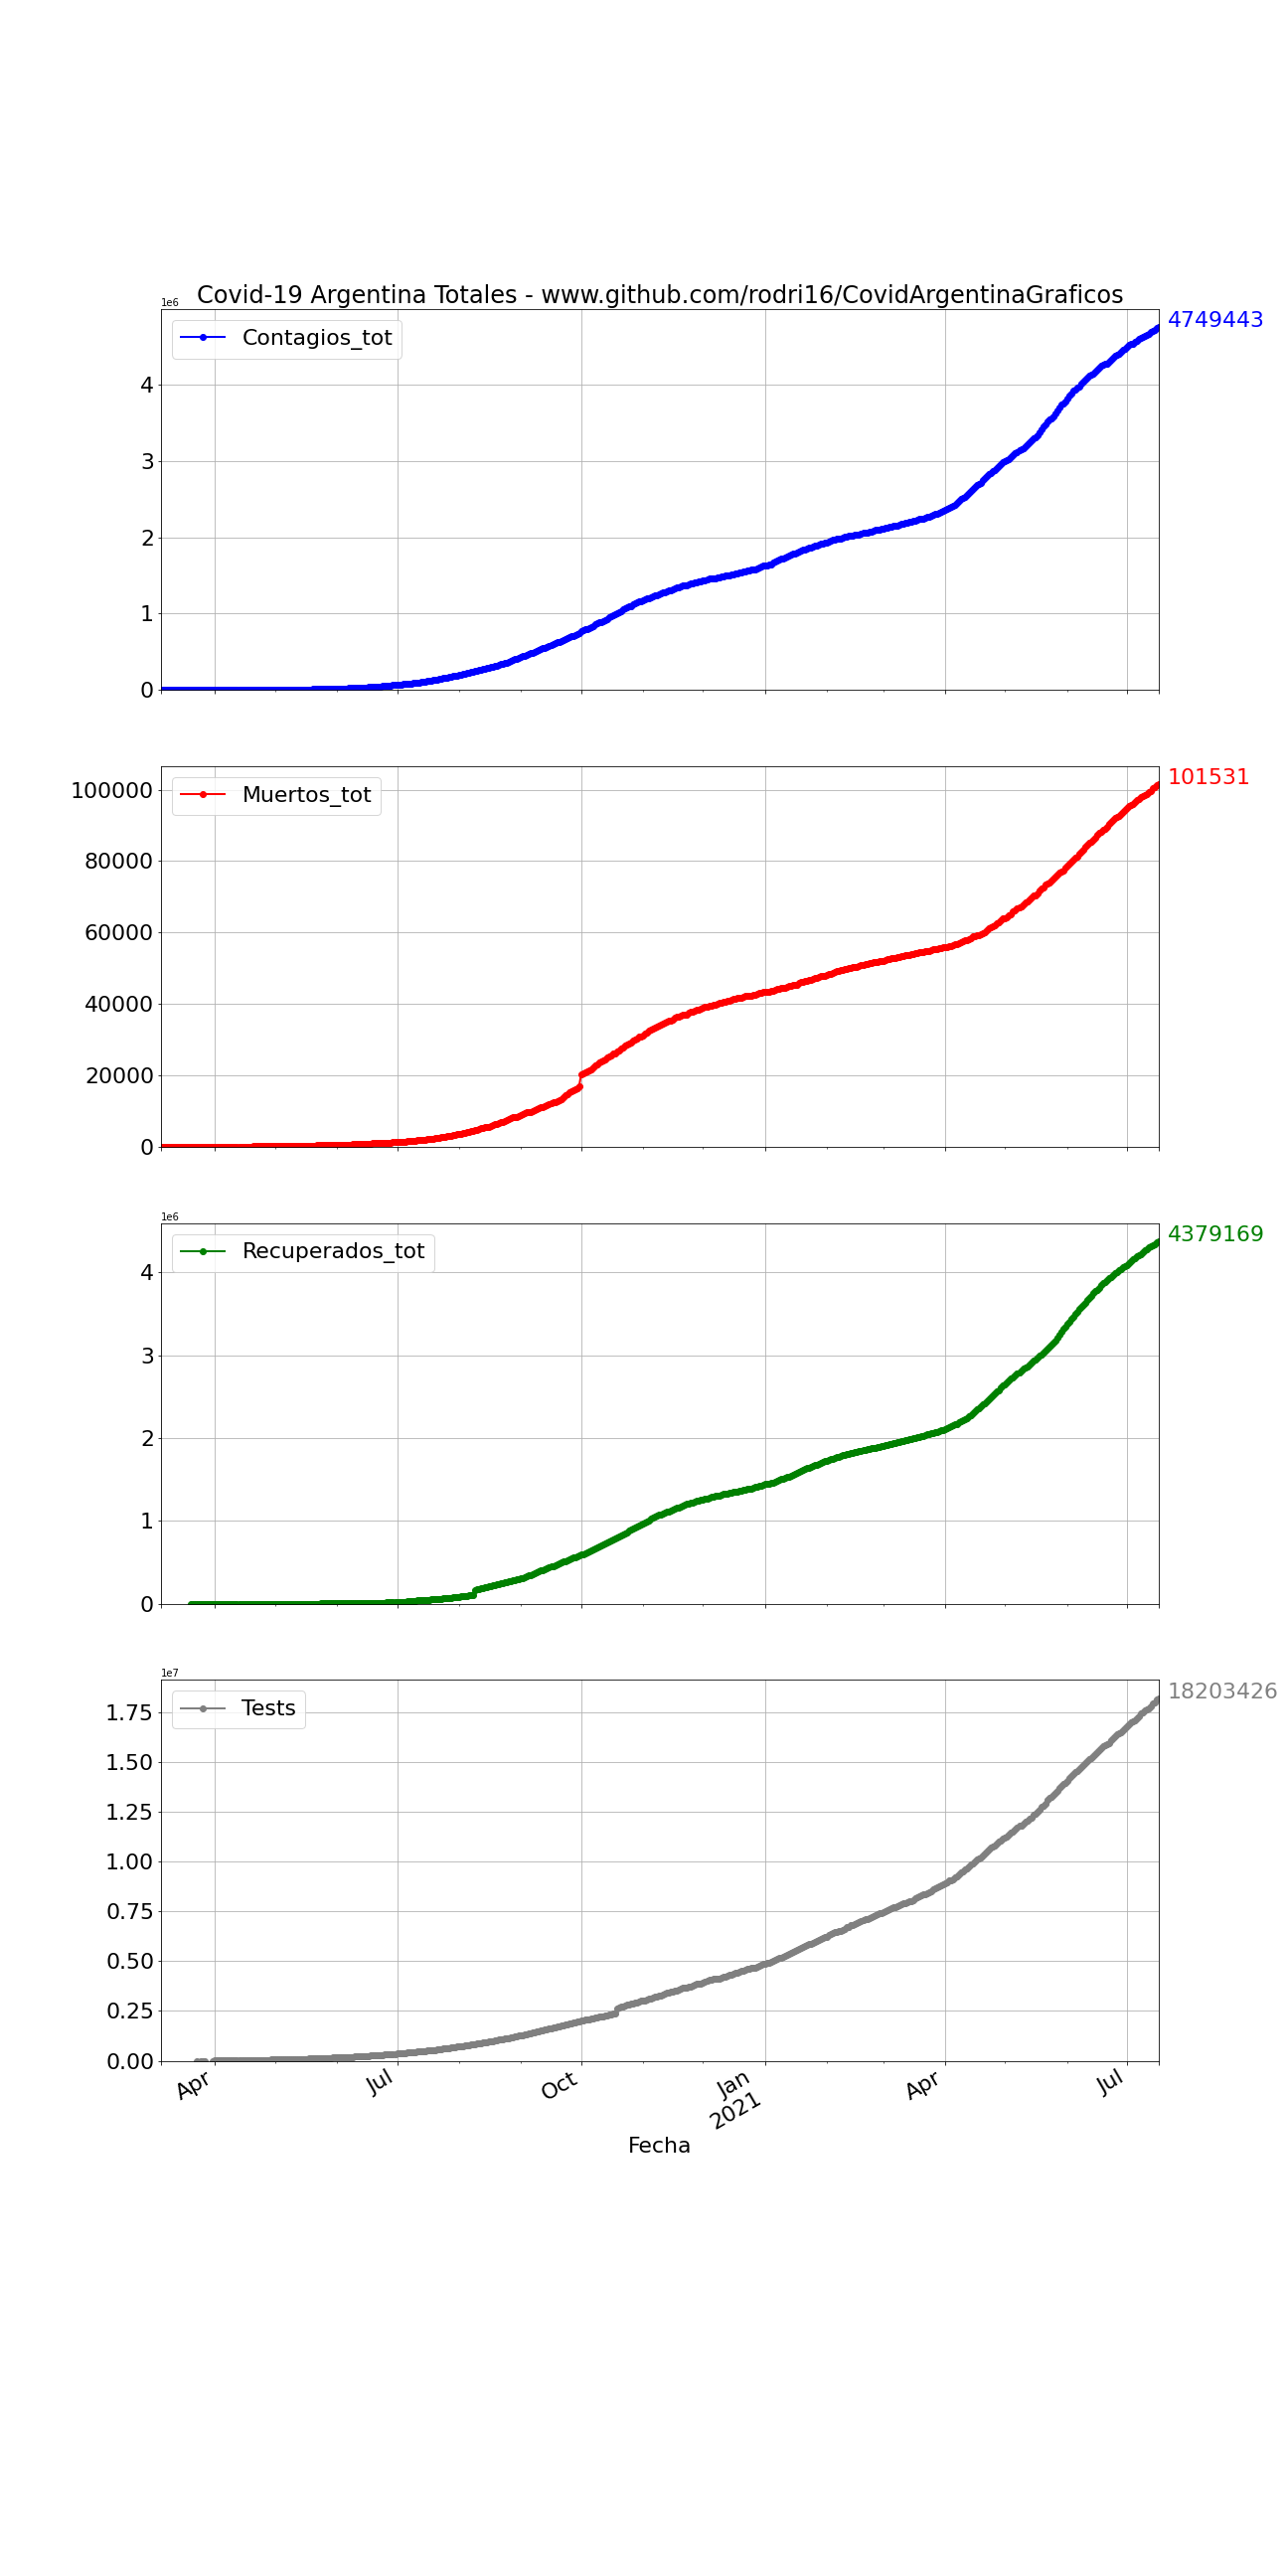 Covid-19 Argentina Totales - www.github.com/rodri16/CovidArgentinaGraficos
1e6
Contagios_tot
4749443
4
3
2
1
0
Muertos_tot
101531
100000
80000
60000
40000
20000
0
1e6
Recuperados_tot
4379169
4
3
2
1
0
1e7
Tests
18203426
1.75
1.50
1.25
1.00
0.75
0.50
0.25
0.00
Apr
Jul
Oct
Jan
2021
Apr
Jul
Fecha